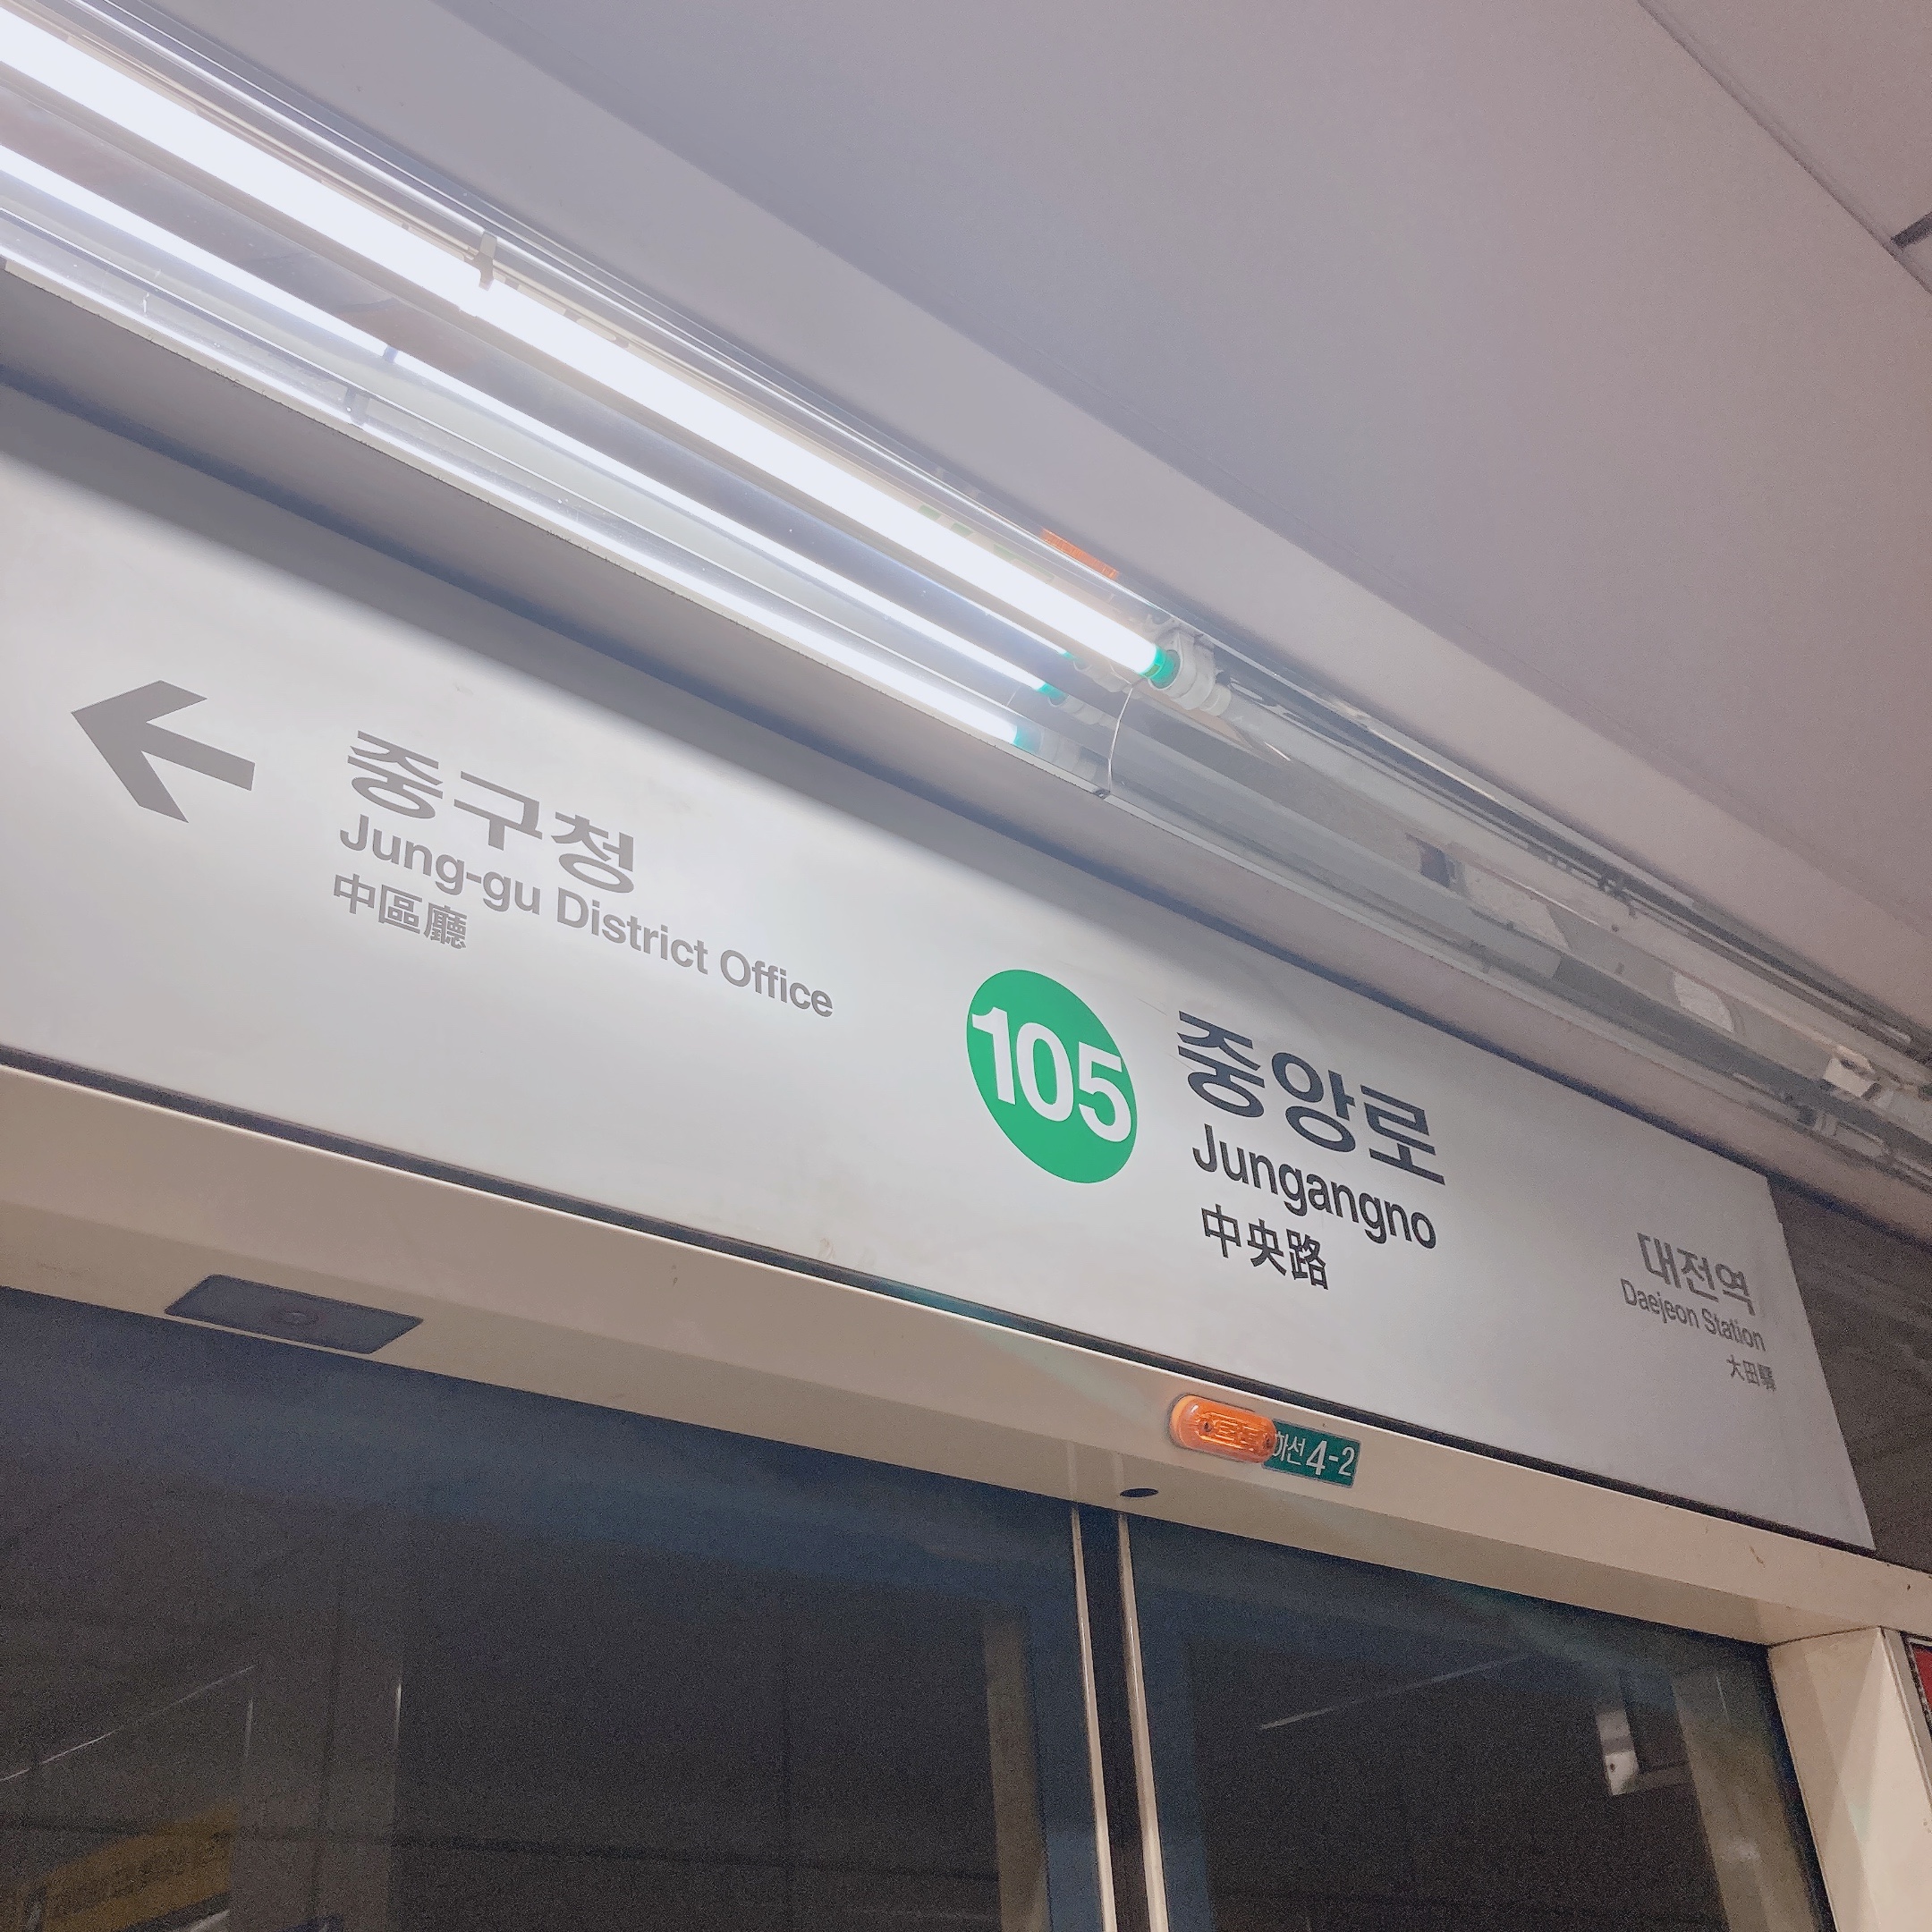 중구청
Jung-gu District Office
中區廳
105
중앙로
Jungangno
中央路
대전역
Daejeon Station
大田驛
하선 4-2